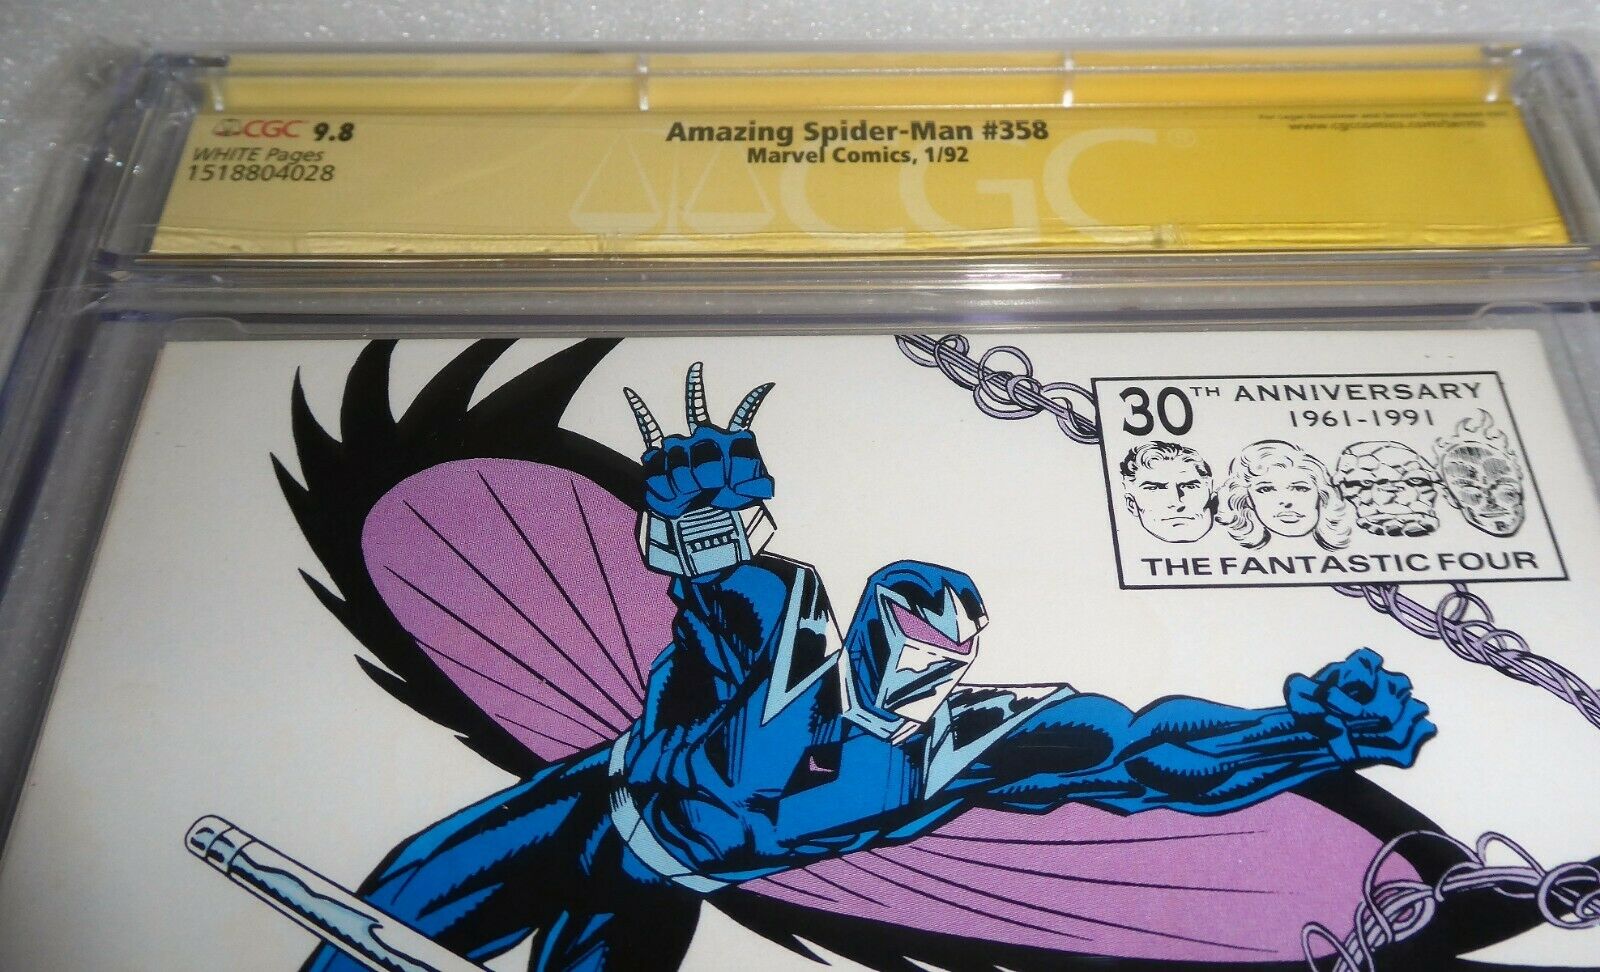 CGC 9.8
WHITE Pages
1518804028
Amazing Spider-Man #358
Marvel Comics, 1/92
CGC
30TH ANNIVERSARY
1961-1991
THE FANTASTIC FOUR